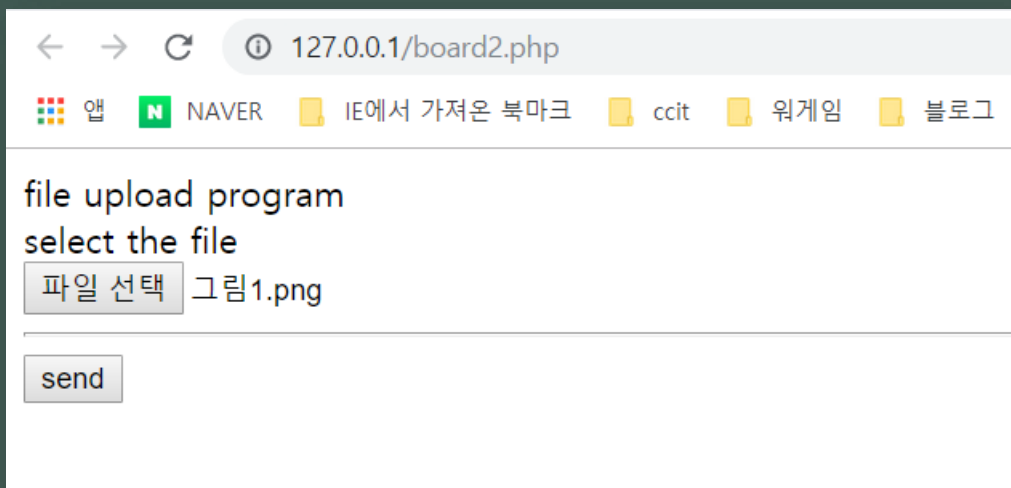 127.0.0.1/board2.php
앱 N NAVER IE에서 가져온 북마크 ccit 워게임 블로그
file upload program
select the file
파일 선택 그림1.png
send